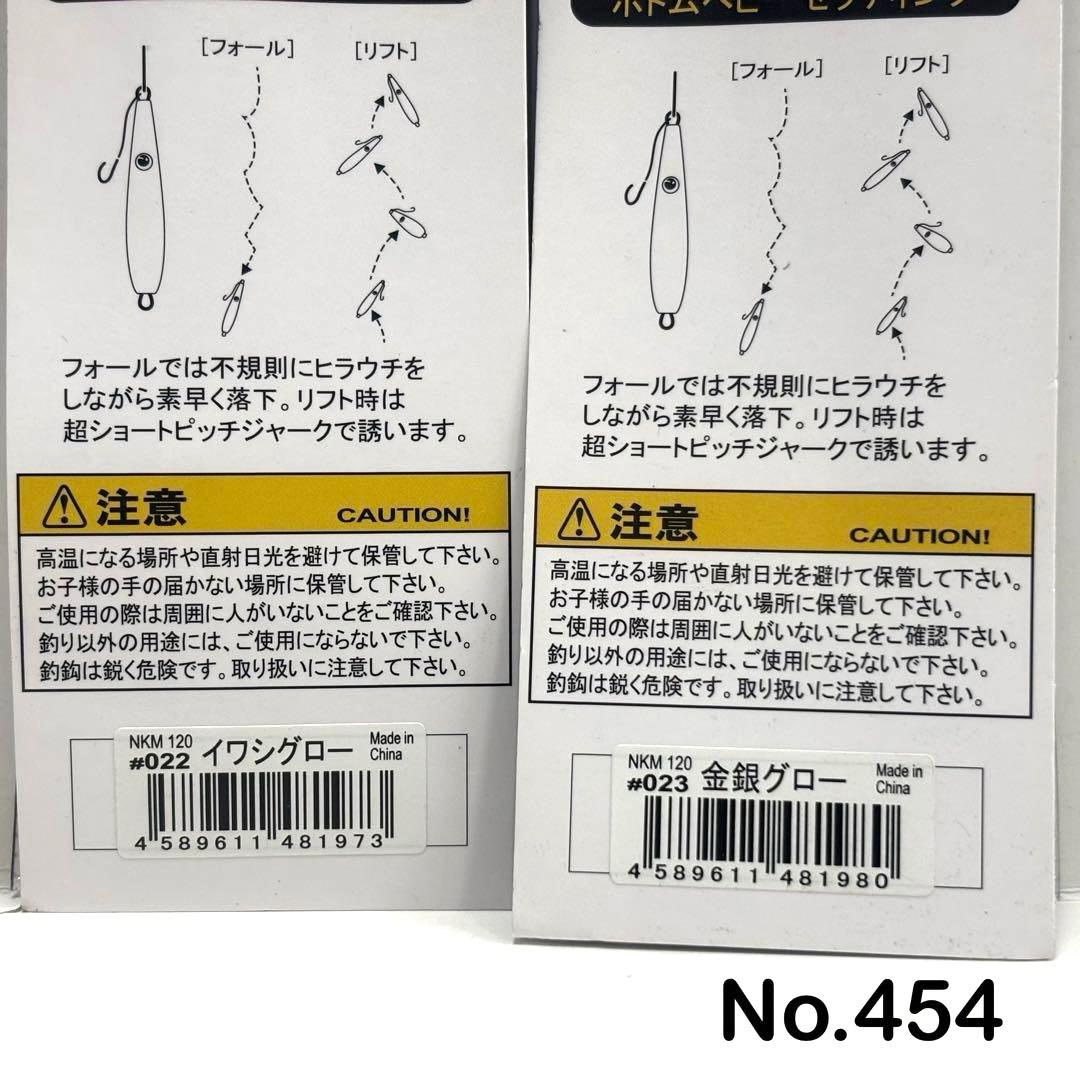 [フォール]
[リフト]
フォールでは不規則にヒラウチを
しながら素早く落下。リフト時は
超ショートピッチジャークで誘います。
注意
CAUTION!
高温になる場所や直射日光を避けて保管して下さい。
お子様の手の届かない場所に保管して下さい。
ご使用の際は周囲に人がいないことをご確認下さい。
釣り以外の用途には、ご使用にならないで下さい。
釣鈎は鋭く危険です。取り扱いに注意して下さい。
NKM 120
#022 イワシグロー
Made in
China
4 589611 481973
ボトムヘビー セッティング
[フォール]
[リフト]
フォールでは不規則にヒラウチを
しながら素早く落下。リフト時は
超ショートピッチジャークで誘います。
注意
CAUTION!
高温になる場所や直射日光を避けて保管して下さい。
お子様の手の届かない場所に保管して下さい。
ご使用の際は周囲に人がいないことをご確認下さい。
釣り以外の用途には、ご使用にならないで下さい。
釣鈎は鋭く危険です。取り扱いに注意して下さい。
NKM 120
#023 金銀グロー
Made in
China
4 589611 481980
No.454